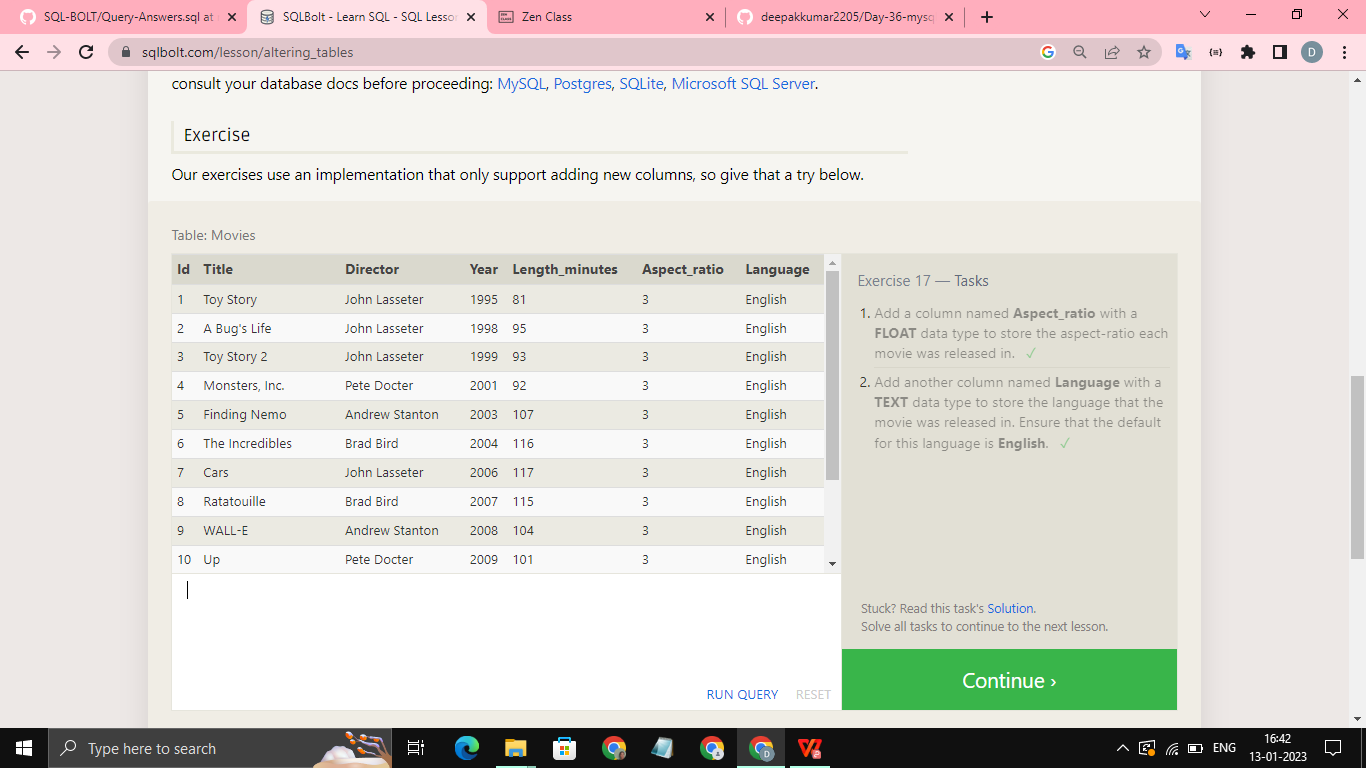 SQL-BOLT/Query-Answers.sql at
SQLBolt - Learn SQL - SQL Lesson
Zen Class
deepakkumar2205/Day-36-mysq
sqlbolt.com/lesson/altering_tables
D
consult your database docs before proceeding: MySQL, Postgres, SQLite, Microsoft SQL Server.
Exercise
Our exercises use an implementation that only support adding new columns, so give that a try below.
Table: Movies
Id Title Director Year Length_minutes Aspect_ratio Language
1 Toy Story John Lasseter 1995 81 3 English
2 A Bug's Life John Lasseter 1998 95 3 English
3 Toy Story 2 John Lasseter 1999 93 3 English
4 Monsters, Inc. Pete Docter 2001 92 3 English
5 Finding Nemo Andrew Stanton 2003 107 3 English
6 The Incredibles Brad Bird 2004 116 3 English
7 Cars John Lasseter 2006 117 3 English
8 Ratatouille Brad Bird 2007 115 3 English
9 WALL-E Andrew Stanton 2008 104 3 English
10 Up Pete Docter 2009 101 3 English
RUN QUERY RESET
Exercise 17 — Tasks
1. Add a column named Aspect_ratio with a
FLOAT data type to store the aspect-ratio each
movie was released in. ✓
2. Add another column named Language with a
TEXT data type to store the language that the
movie was released in. Ensure that the default
for this language is English. ✓
Stuck? Read this task's Solution.
Solve all tasks to continue to the next lesson.
Continue ›
Type here to search
ENG
16:42
13-01-2023